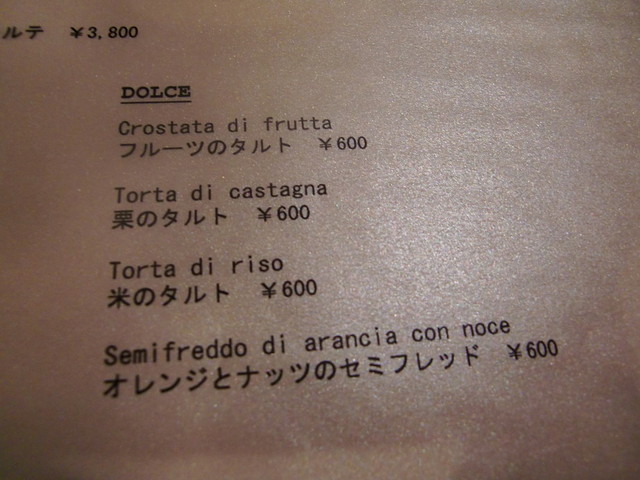 ルテ ￥3,800
DOLCE
Crostata di frutta
フルーツのタルト ￥600
Torta di castagna
栗のタルト ￥600
Torta di riso
米のタルト ￥600
Semifreddo di arancia con noce
オレンジとナッツのセミフレッド ￥600